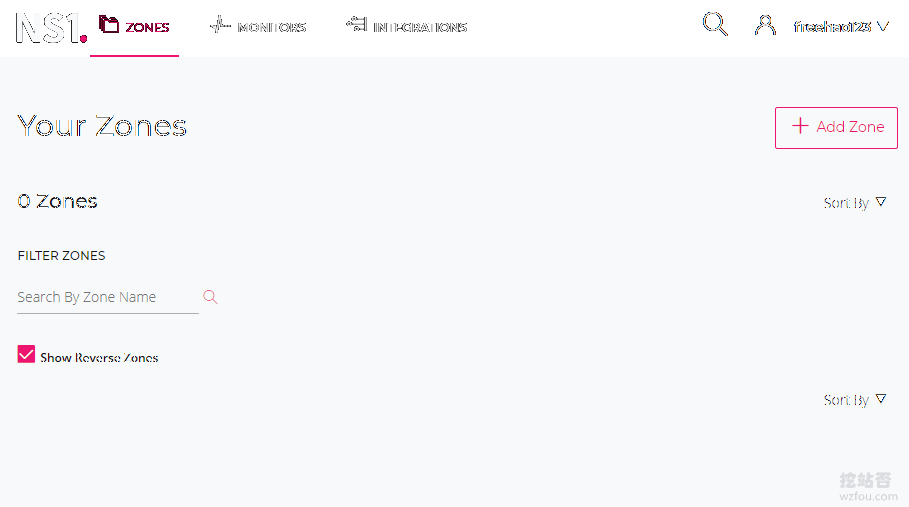 NS1. ZONES MONITORS INTEGRATIONS freehao123
Your Zones
Add Zone
0 Zones
Sort By
FILTER ZONES
Search By Zone Name
Show Reverse Zones
Sort By
挖站否
wzfou.com